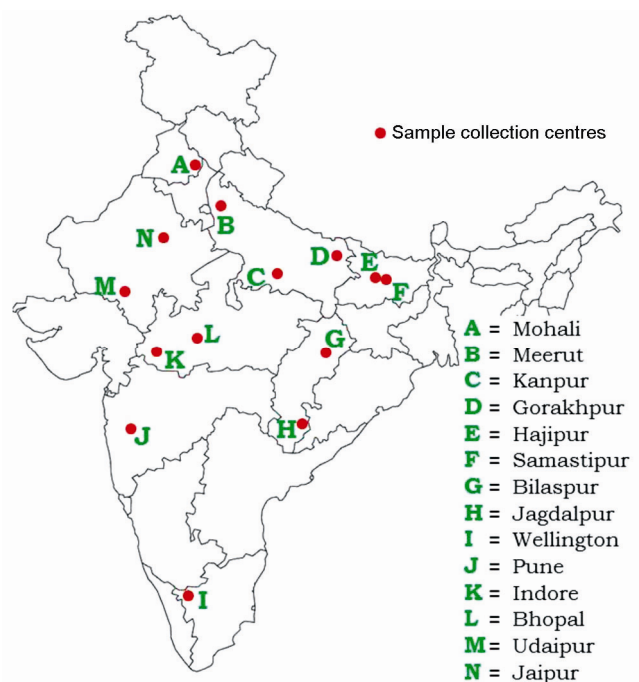 Sample collection centres
A
B
N
D
E
C
F
M
L
G
K
H
J
I
A = Mohali
B = Meerut
C = Kanpur
D = Gorakhpur
E = Hajipur
F = Samastipur
G = Bilaspur
H = Jagdalpur
I = Wellington
J = Pune
K = Indore
L = Bhopal
M = Udaipur
N = Jaipur